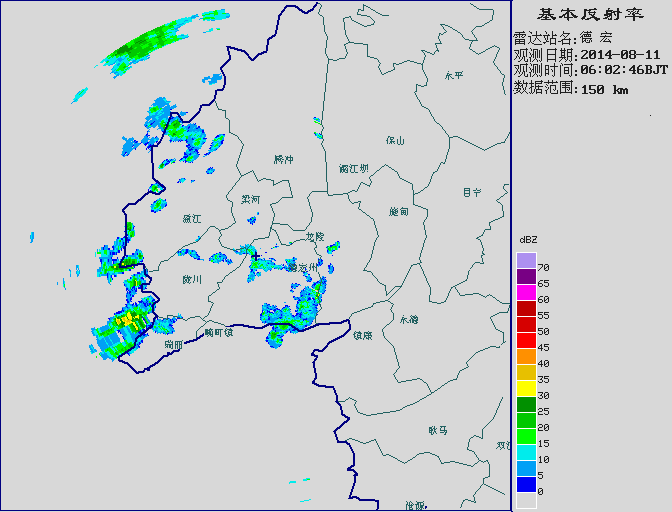 基本反射率
雷达站名:德 宏
观测日期:2014-08-11
观测时间:06:02:46BJT
数据范围:150 km
永平
保山
腾冲
潞江坝
昌宁
梁河
施甸
盈江
龙陵
陇川
永德
镇康
畹町镇
瑞丽
耿马
双江
沧源
dBZ
70
65
60
55
50
45
40
35
30
25
20
15
10
5
0